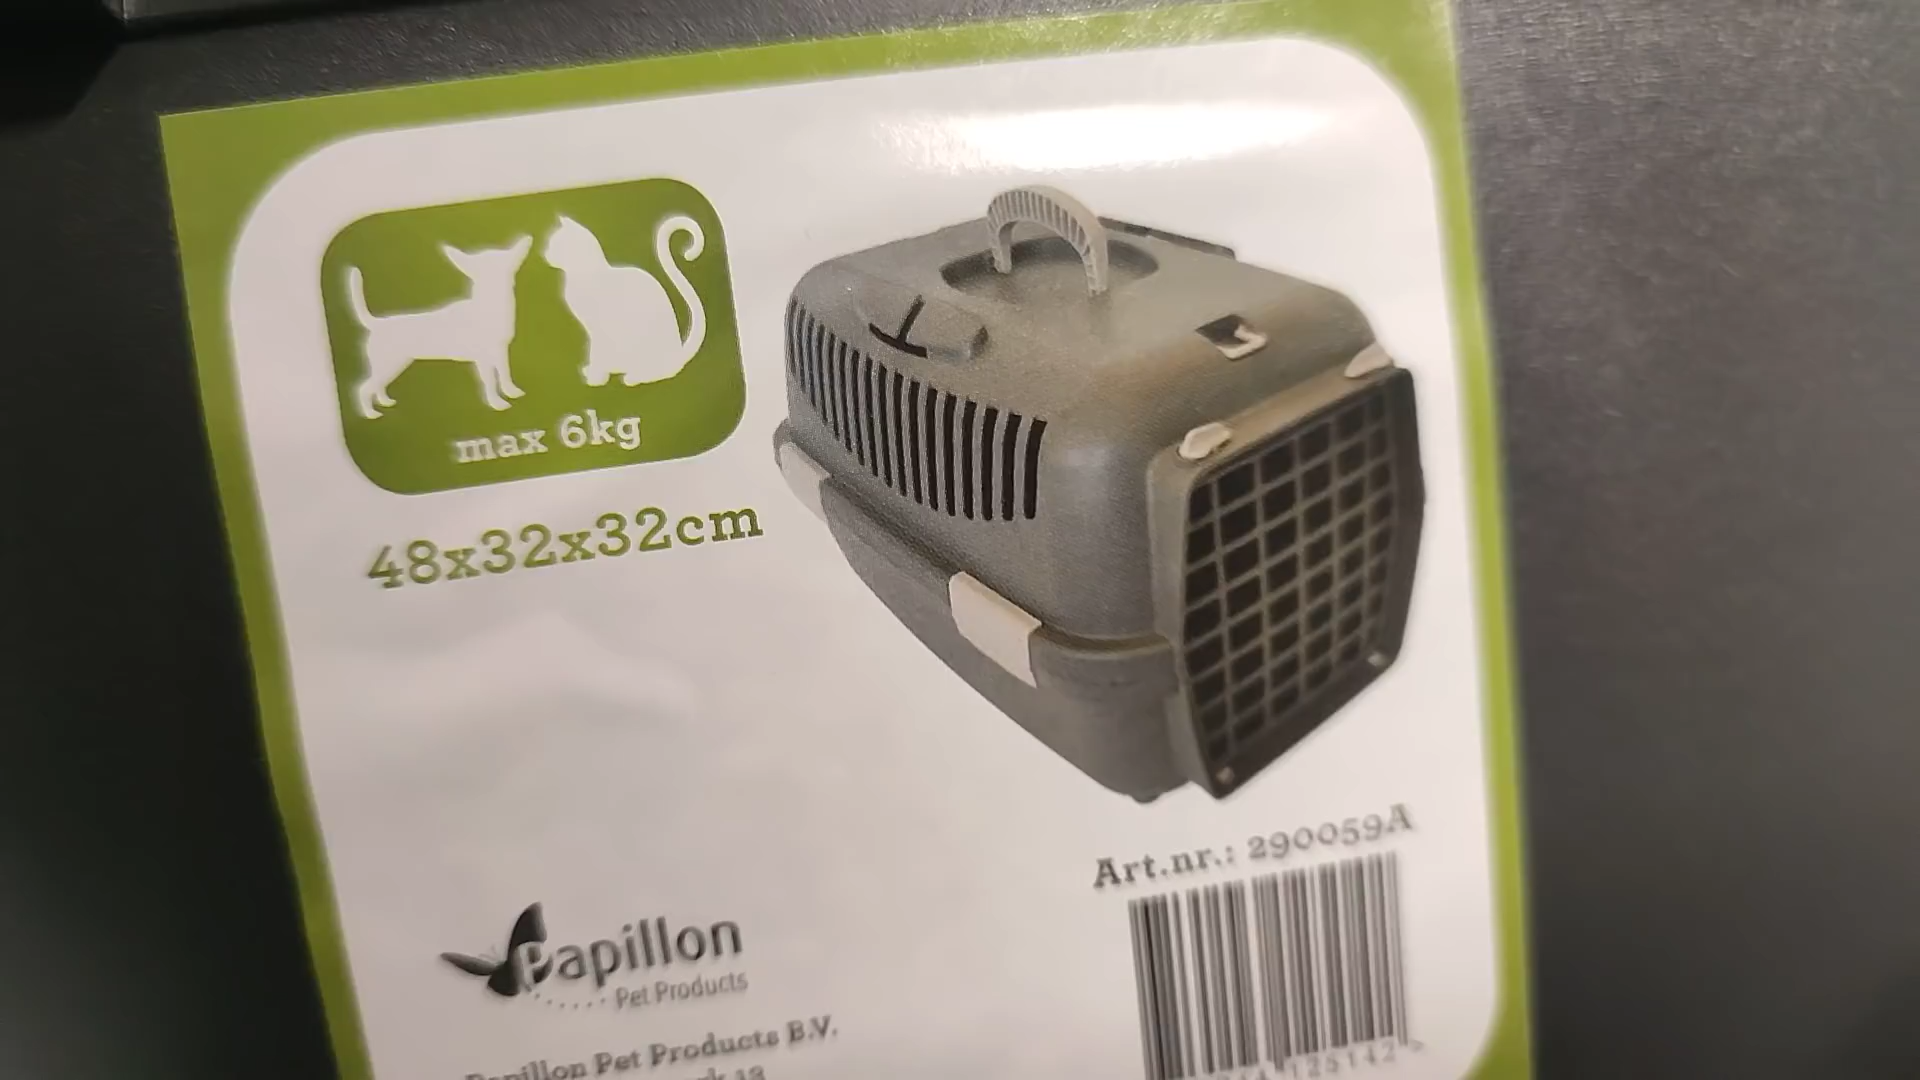 max 6kg
48x32x32cm
Art.nr.: 290059A
Papillon
Pet Products
Papillon Pet Products B.V.